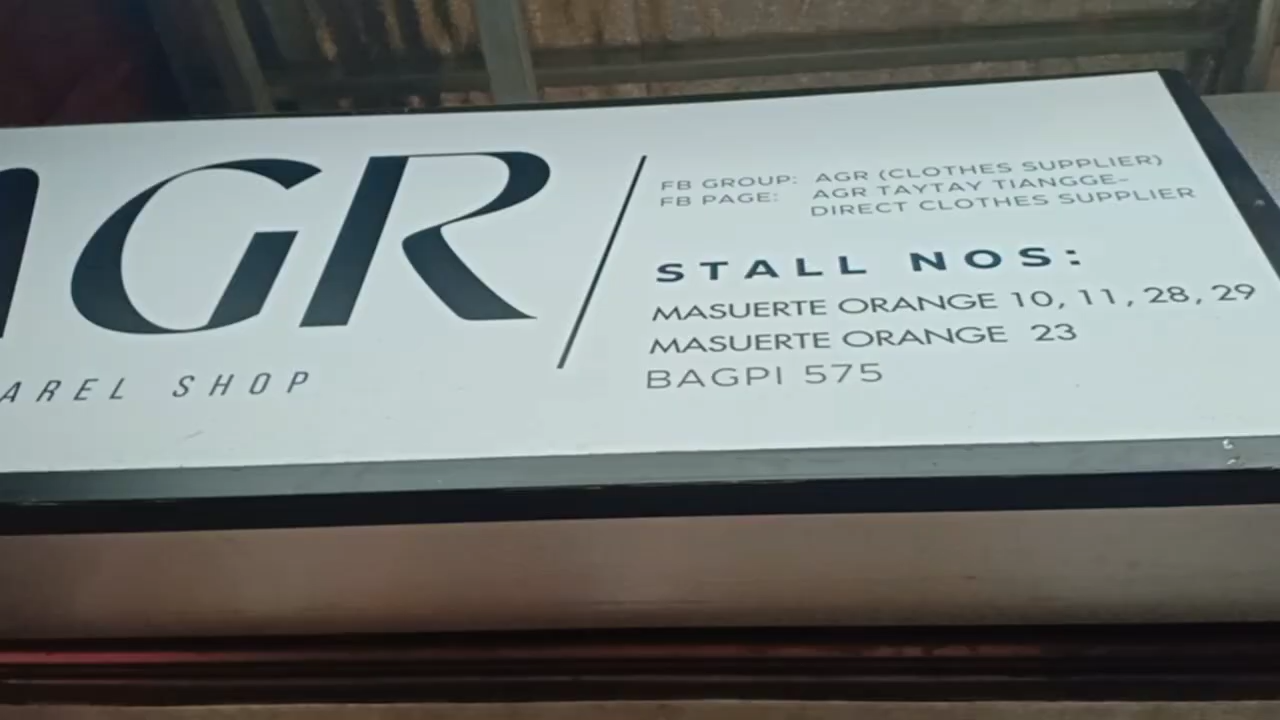 AGR
AREL SHOP
FB GROUP: AGR (CLOTHES SUPPLIER)
FB PAGE: AGR TAYTAY TIANGGE-
DIRECT CLOTHES SUPPLIER
STALL NOS:
MASUERTE ORANGE 10, 11, 28, 29
MASUERTE ORANGE 23
BAGPI 575